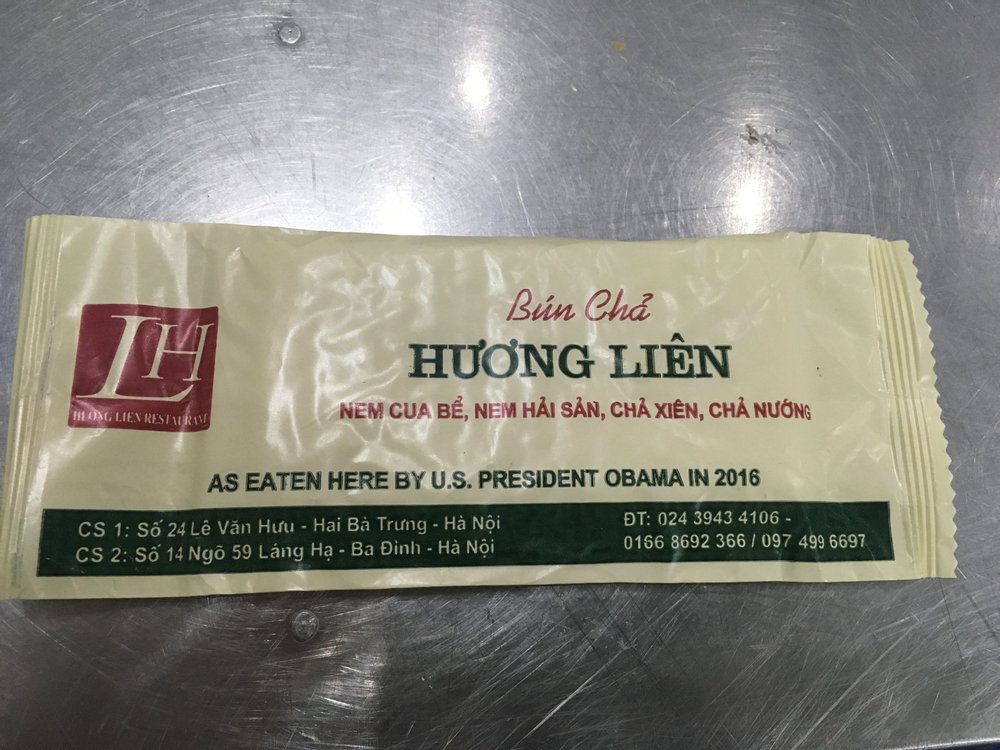 LH
HƯƠNG LIÊN RESTAURANT
Bún Chả
HƯƠNG LIÊN
NEM CUA BỂ, NEM HẢI SẢN, CHẢ XIÊN, CHẢ NƯỚNG
AS EATEN HERE BY U.S. PRESIDENT OBAMA IN 2016
CS 1: Số 24 Lê Văn Hưu - Hai Bà Trưng - Hà Nội
CS 2: Số 14 Ngõ 59 Láng Hạ - Ba Đình - Hà Nội
ĐT: 024 3943 4106 -
0166 8692 366 / 097 499 6697